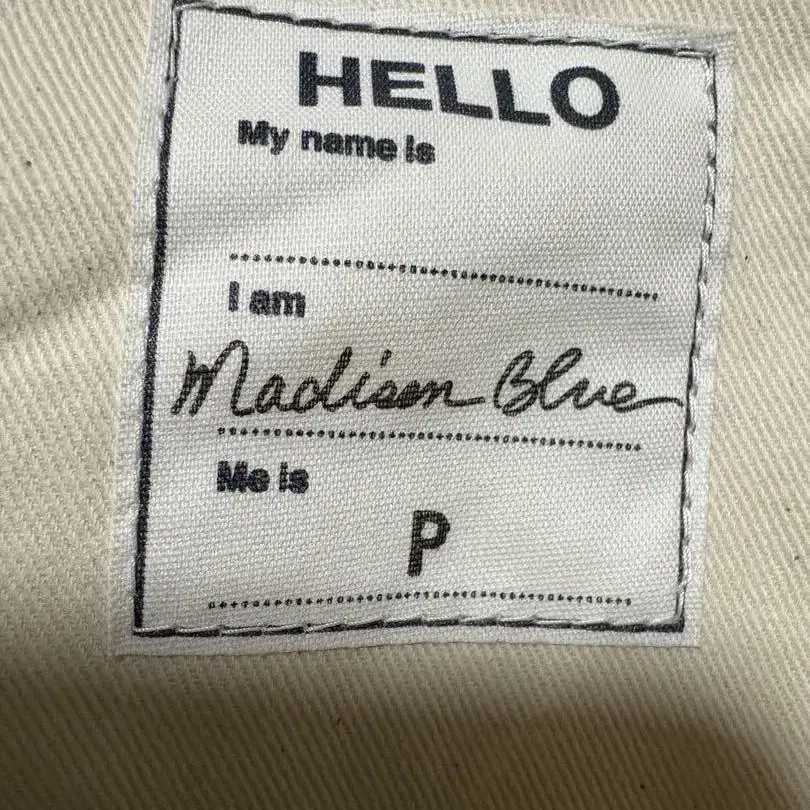 HELLO
My name is
I am
Madison Blue
Me is
P